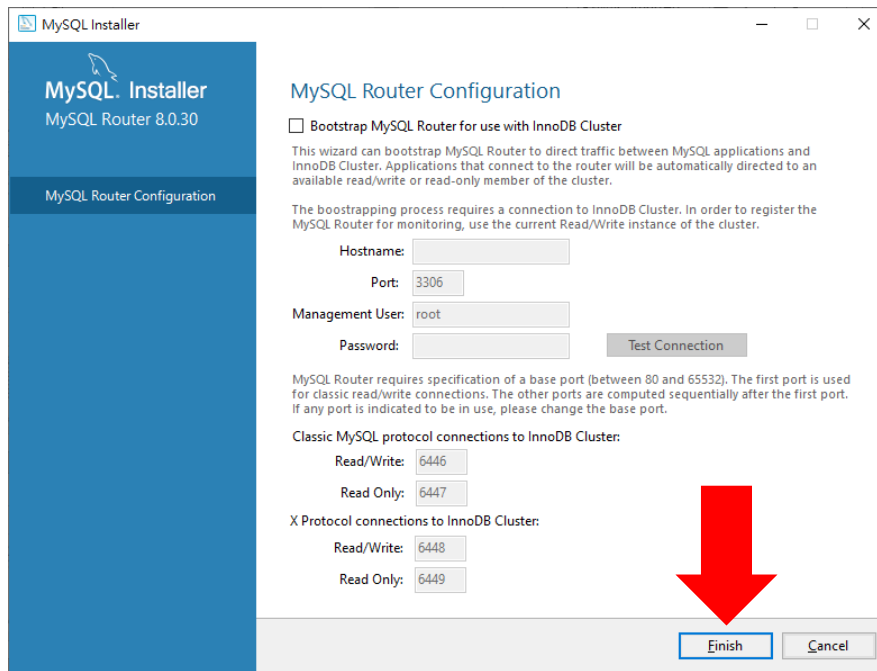 MySQL Installer
MySQL. Installer
MySQL Router 8.0.30
MySQL Router Configuration
MySQL Router Configuration
Bootstrap MySQL Router for use with InnoDB Cluster
This wizard can bootstrap MySQL Router to direct traffic between MySQL applications and
InnoDB Cluster. Applications that connect to the router will be automatically directed to an
available read/write or read-only member of the cluster.
The boostrapping process requires a connection to InnoDB Cluster. In order to register the
MySQL Router for monitoring, use the current Read/Write instance of the cluster.
Hostname:
Port: 3306
Management User: root
Password: Test Connection
MySQL Router requires specification of a base port (between 80 and 65532). The first port is used
for classic read/write connections. The other ports are computed sequentially after the first port.
If any port is indicated to be in use, please change the base port.
Classic MySQL protocol connections to InnoDB Cluster:
Read/Write: 6446
Read Only: 6447
X Protocol connections to InnoDB Cluster:
Read/Write: 6448
Read Only: 6449
Finish Cancel